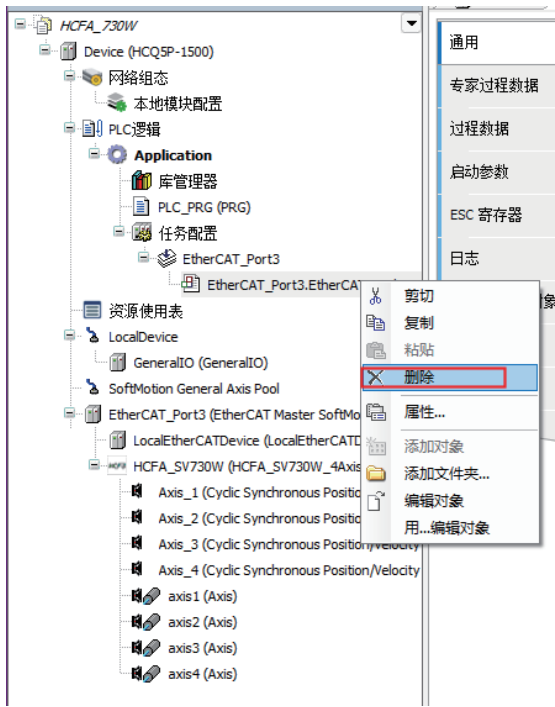 HCFA_730W
Device (HCQ5P-1500)
网络组态
本地模块配置
PLC逻辑
Application
库管理器
PLC_PRG (PRG)
任务配置
EtherCAT_Port3
EtherCAT_Port3.EtherCAT
资源使用表
LocalDevice
GeneralIO (GeneralIO)
SoftMotion General Axis Pool
EtherCAT_Port3 (EtherCAT Master SoftMo
LocalEtherCATDevice (LocalEtherCATD
HCFA
HCFA_SV730W (HCFA_SV730W_4Axis
Axis_1 (Cyclic Synchronous Positio
Axis_2 (Cyclic Synchronous Positio
Axis_3 (Cyclic Synchronous Position/Velocity
Axis_4 (Cyclic Synchronous Position/Velocity
axis1 (Axis)
axis2 (Axis)
axis3 (Axis)
axis4 (Axis)
通用
专家过程数据
过程数据
启动参数
ESC 寄存器
日志
象
剪切
复制
粘贴
删除
属性...
添加对象
添加文件夹...
编辑对象
用...编辑对象